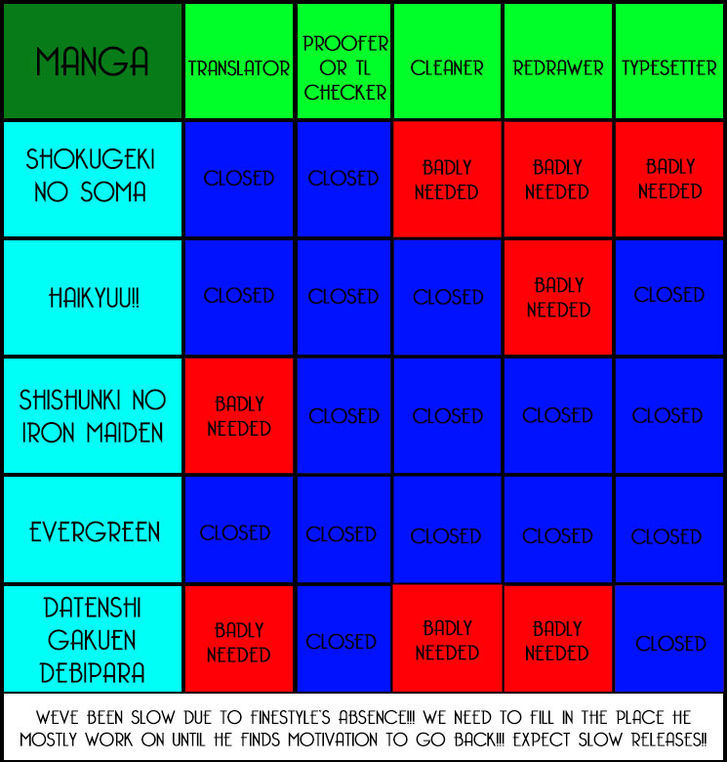 MANGA
TRANSLATOR
PROOFER
OR TL
CHECKER
CLEANER
REDRAWER
TYPESETTER
SHOKUGEKI
NO SOMA
CLOSED
CLOSED
BADLY
NEEDED
BADLY
NEEDED
BADLY
NEEDED
HAIKYUU!!
CLOSED
CLOSED
CLOSED
BADLY
NEEDED
CLOSED
SHISHUNKI NO
IRON MAIDEN
BADLY
NEEDED
CLOSED
CLOSED
CLOSED
CLOSED
EVERGREEN
CLOSED
CLOSED
CLOSED
CLOSED
CLOSED
DATENSHI
GAKUEN
DEBIPARA
BADLY
NEEDED
CLOSED
BADLY
NEEDED
BADLY
NEEDED
CLOSED
WEVE BEEN SLOW DUE TO FINESTYLE'S ABSENCE!!! WE NEED TO FILL IN THE PLACE HE
MOSTLY WORK ON UNTIL HE FINDS MOTIVATION TO GO BACK!!! EXPECT SLOW RELEASES!!